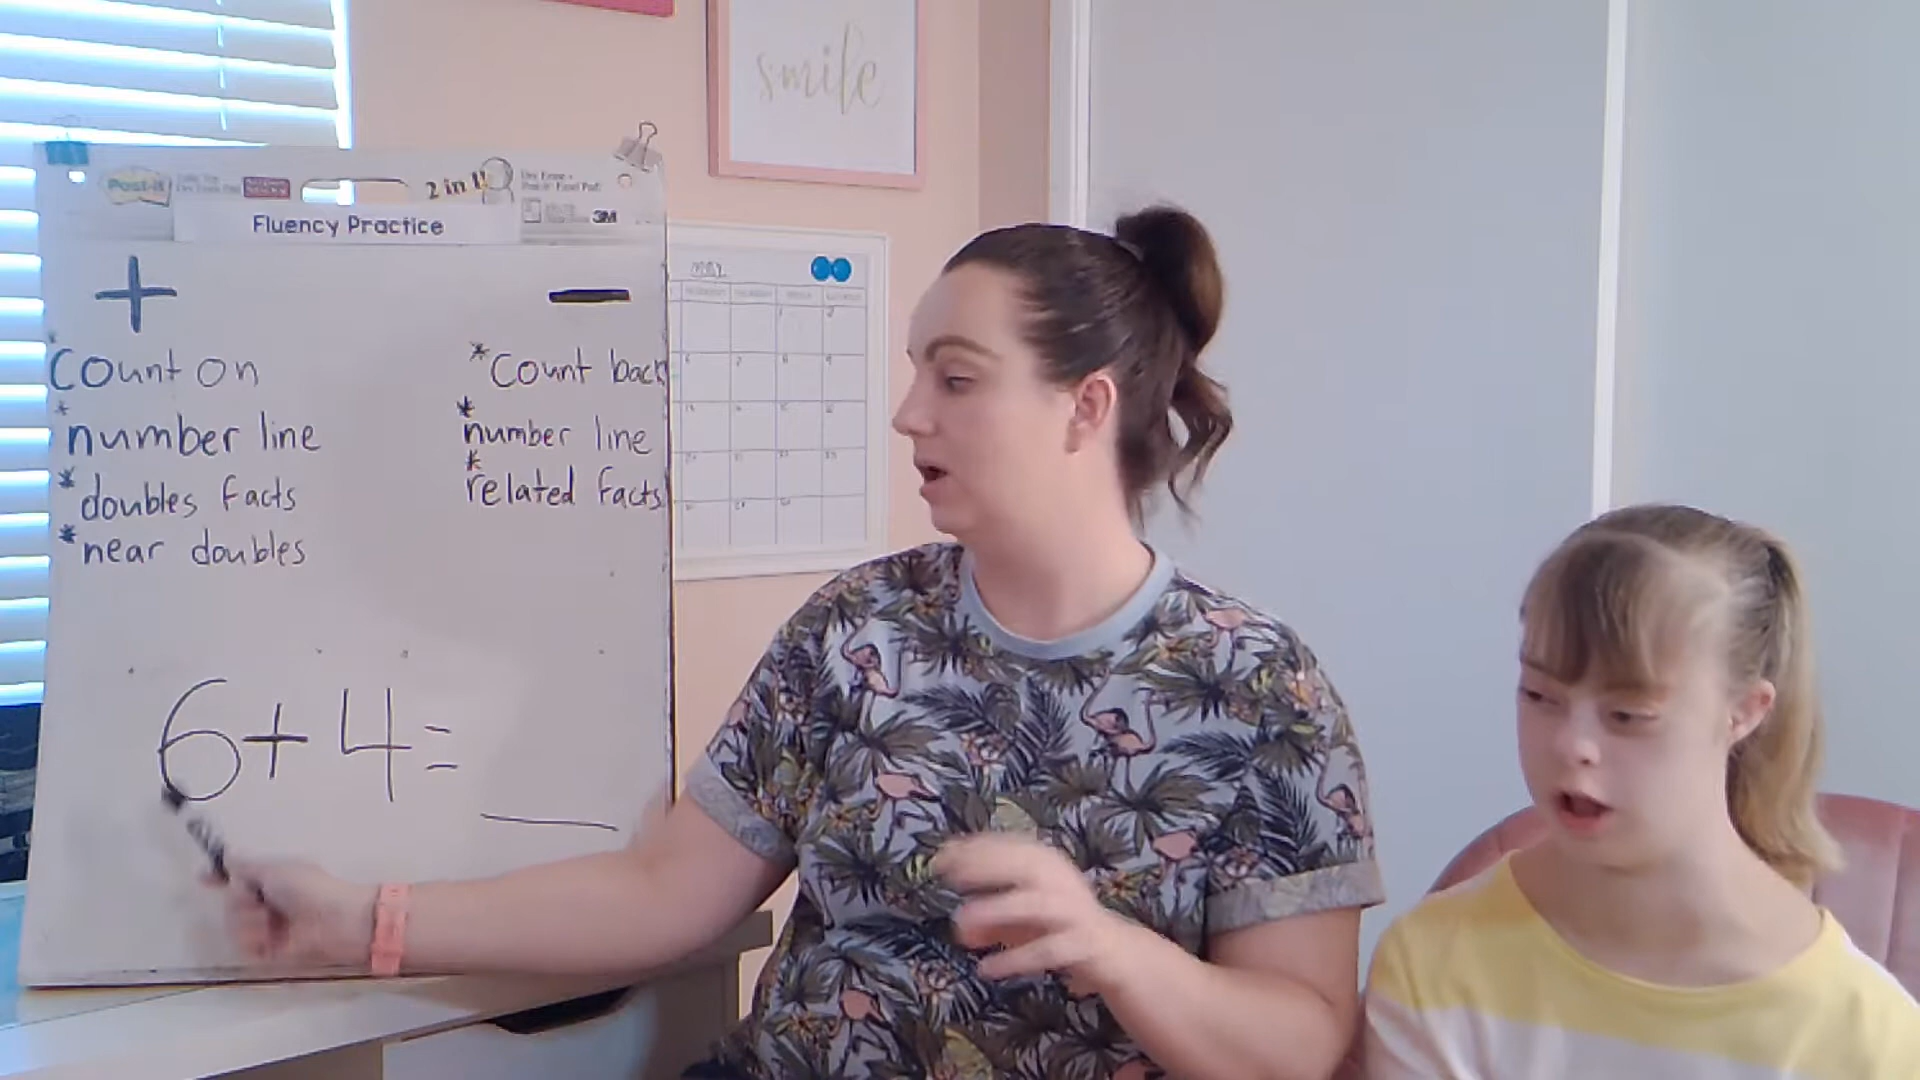 smile
Post-it
2 in 1!
3M
Fluency Practice
+
*count on
*number line
*doubles facts
*near doubles
—
*Count back
*number line
*related facts
6+4=